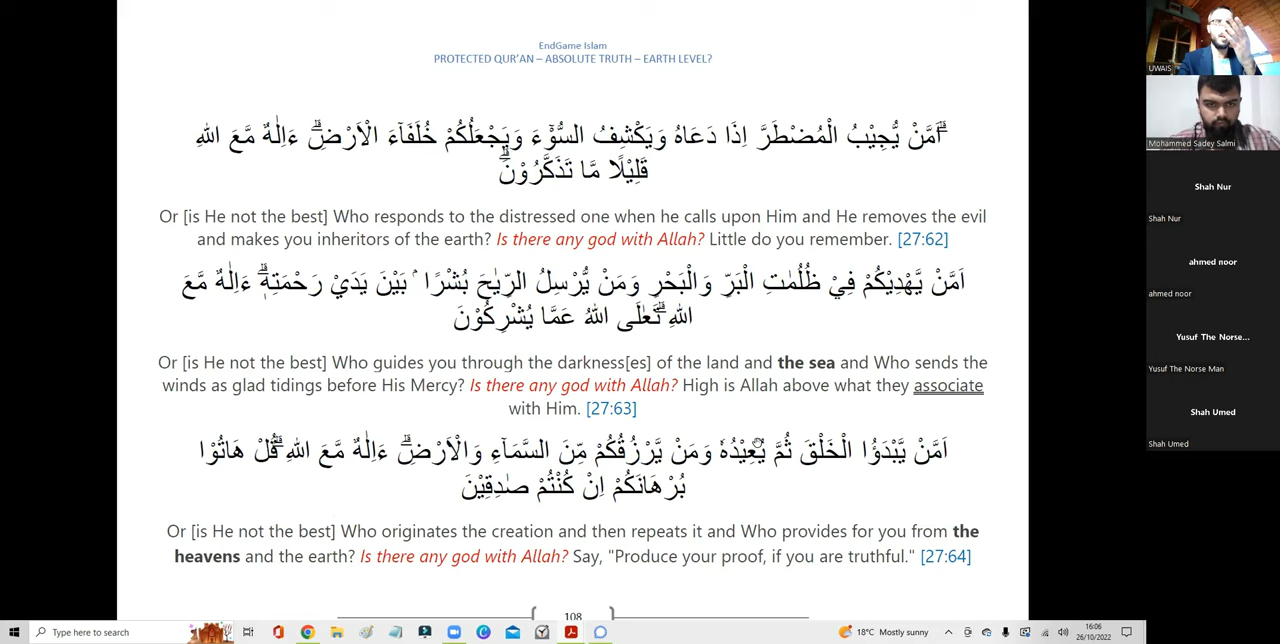 EndGame Islam
PROTECTED QUR'AN – ABSOLUTE TRUTH – EARTH LEVEL?
اَمَّنْ يُّجِيْبُ الْمُضْطَرَّ اِذَا دَعَاهُ وَيَكْشِفُ السُّوْٓءَ وَيَجْعَلُكُمْ خُلَفَآءَ الْاَرْضِ ۗ ءَاِلٰهٌ مَّعَ اللهِ
قَلِيْلًا مَّا تَذَكَّرُوْنَ ۗ
Or [is He not the best] Who responds to the distressed one when he calls upon Him and He removes the evil
and makes you inheritors of the earth? Is there any god with Allah? Little do you remember. [27:62]
اَمَّنْ يَّهْدِيْكُمْ فِيْ ظُلُمٰتِ الْبَرِّ وَالْبَحْرِ وَمَنْ يُّرْسِلُ الرِّيٰحَ بُشْرًا ۢ بَيْنَ يَدَيْ رَحْمَتِهٖ ۗ ءَاِلٰهٌ مَّعَ
اللهِ ۗ تَعٰلَى اللهُ عَمَّا يُشْرِكُوْنَ
Or [is He not the best] Who guides you through the darkness[es] of the land and the sea and Who sends the
winds as glad tidings before His Mercy? Is there any god with Allah? High is Allah above what they associate
with Him. [27:63]
اَمَّنْ يَّبْدَؤُا الْخَلْقَ ثُمَّ يُعِيْدُهٗ وَمَنْ يَّرْزُقُكُمْ مِّنَ السَّمَآءِ وَالْاَرْضِ ۗ ءَاِلٰهٌ مَّعَ اللهِ ۗ قُلْ هَاتُوْا
بُرْهَانَكُمْ اِنْ كُنْتُمْ صٰدِقِيْنَ
Or [is He not the best] Who originates the creation and then repeats it and Who provides for you from the
heavens and the earth? Is there any god with Allah? Say, "Produce your proof, if you are truthful." [27:64]
108
UWAIS
Mohammed Sadey Salmi
Shah Nur
Shah Nur
ahmed noor
ahmed noor
Yusuf The Norse...
Yusuf The Norse Man
Shah Umed
Shah Umed
Type here to search
18°C Mostly sunny
16:06
26/10/2022